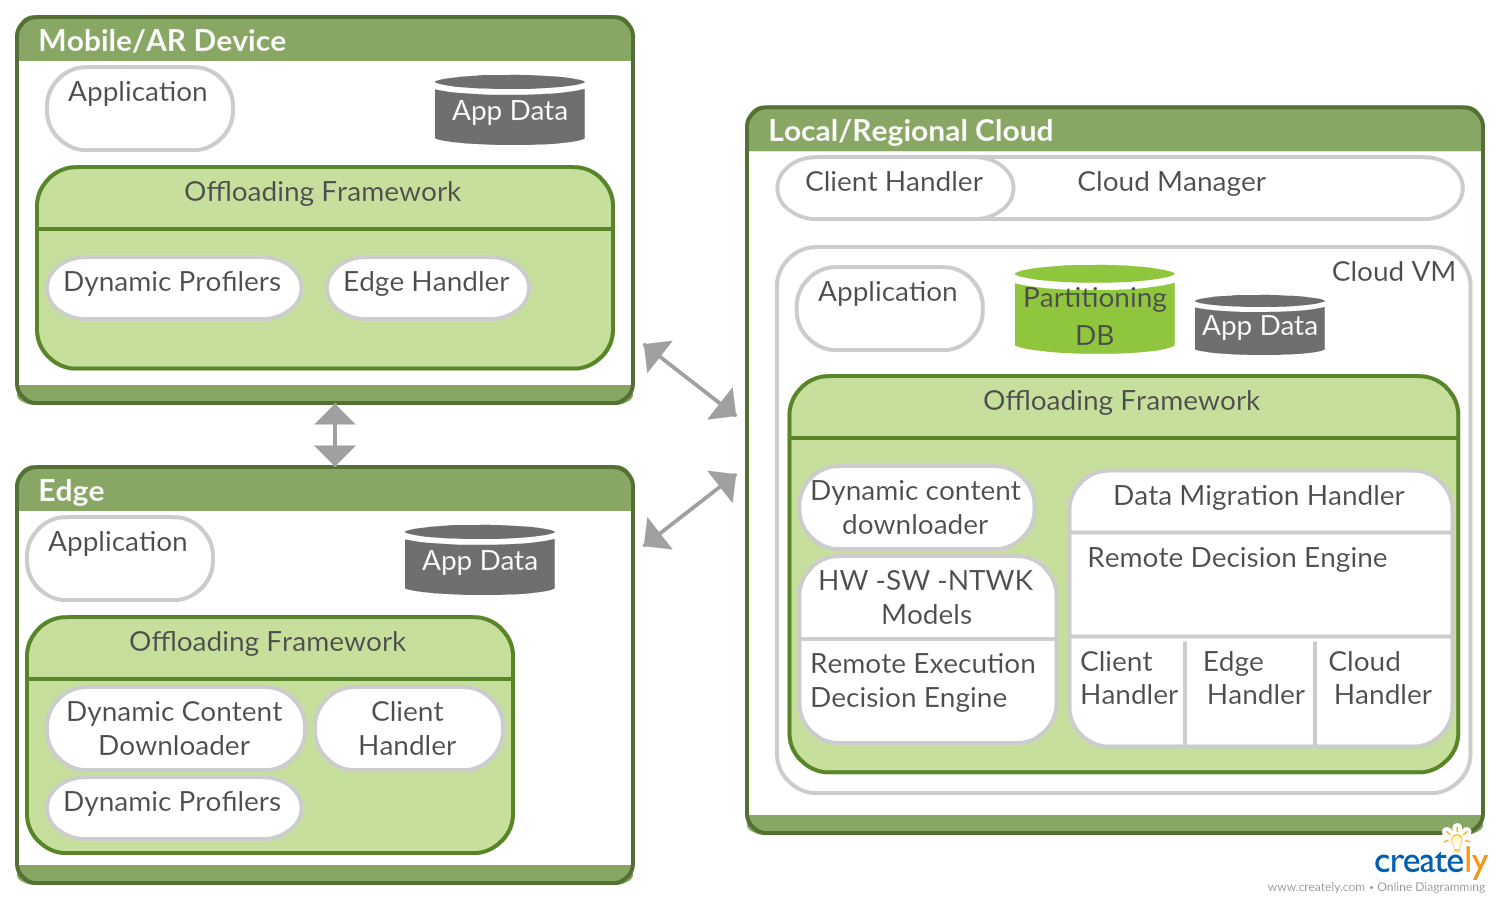 Mobile/AR Device
Application
App Data
Offloading Framework
Dynamic Profilers
Edge Handler
Edge
Application
App Data
Offloading Framework
Dynamic Content
Downloader
Client
Handler
Dynamic Profilers
Local/Regional Cloud
Client Handler
Cloud Manager
Cloud VM
Application
Partitioning
DB
App Data
Offloading Framework
Dynamic content
downloader
HW -SW -NTWK
Models
Remote Execution
Decision Engine
Data Migration Handler
Remote Decision Engine
Client
Handler
Edge
Handler
Cloud
Handler
creately
www.creately.com • Online Diagramming